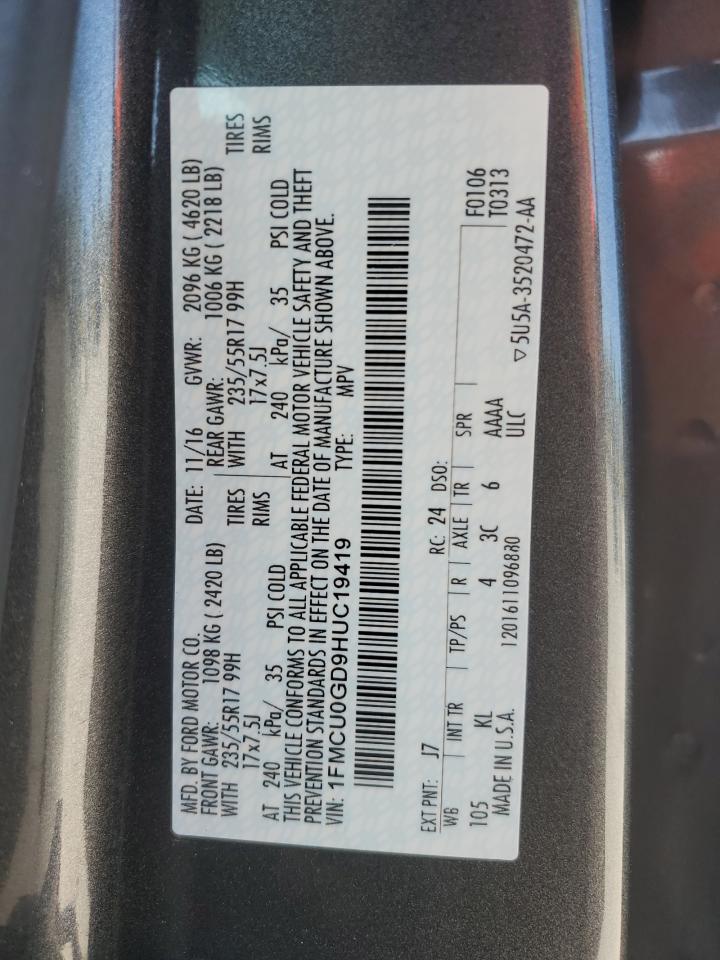 MFD. BY FORD MOTOR CO. DATE: 11/16 GVWR: 2096 KG ( 4620 LB)
FRONT GAWR: 1098 KG ( 2420 LB) REAR GAWR: 1006 KG ( 2218 LB)
WITH 235/55R17 99H TIRES WITH 235/55R17 99H TIRES
17x7.5J RIMS 17x7.5J RIMS
AT 240 kPa/ 35 PSI COLD AT 240 kPa/ 35 PSI COLD
THIS VEHICLE CONFORMS TO ALL APPLICABLE FEDERAL MOTOR VEHICLE SAFETY AND THEFT
PREVENTION STANDARDS IN EFFECT ON THE DATE OF MANUFACTURE SHOWN ABOVE.
VIN: 1FMCU0GD9HUC19419 TYPE: MPV
EXT PNT: J7 RC: 24 DSO:
WB INT TR TP/PS R AXLE TR SPR F0106
105 KL 4 3C 6 AAAA T0313
ULC
MADE IN U.S.A. 1201611096880 ▽5U5A-3520472-AA